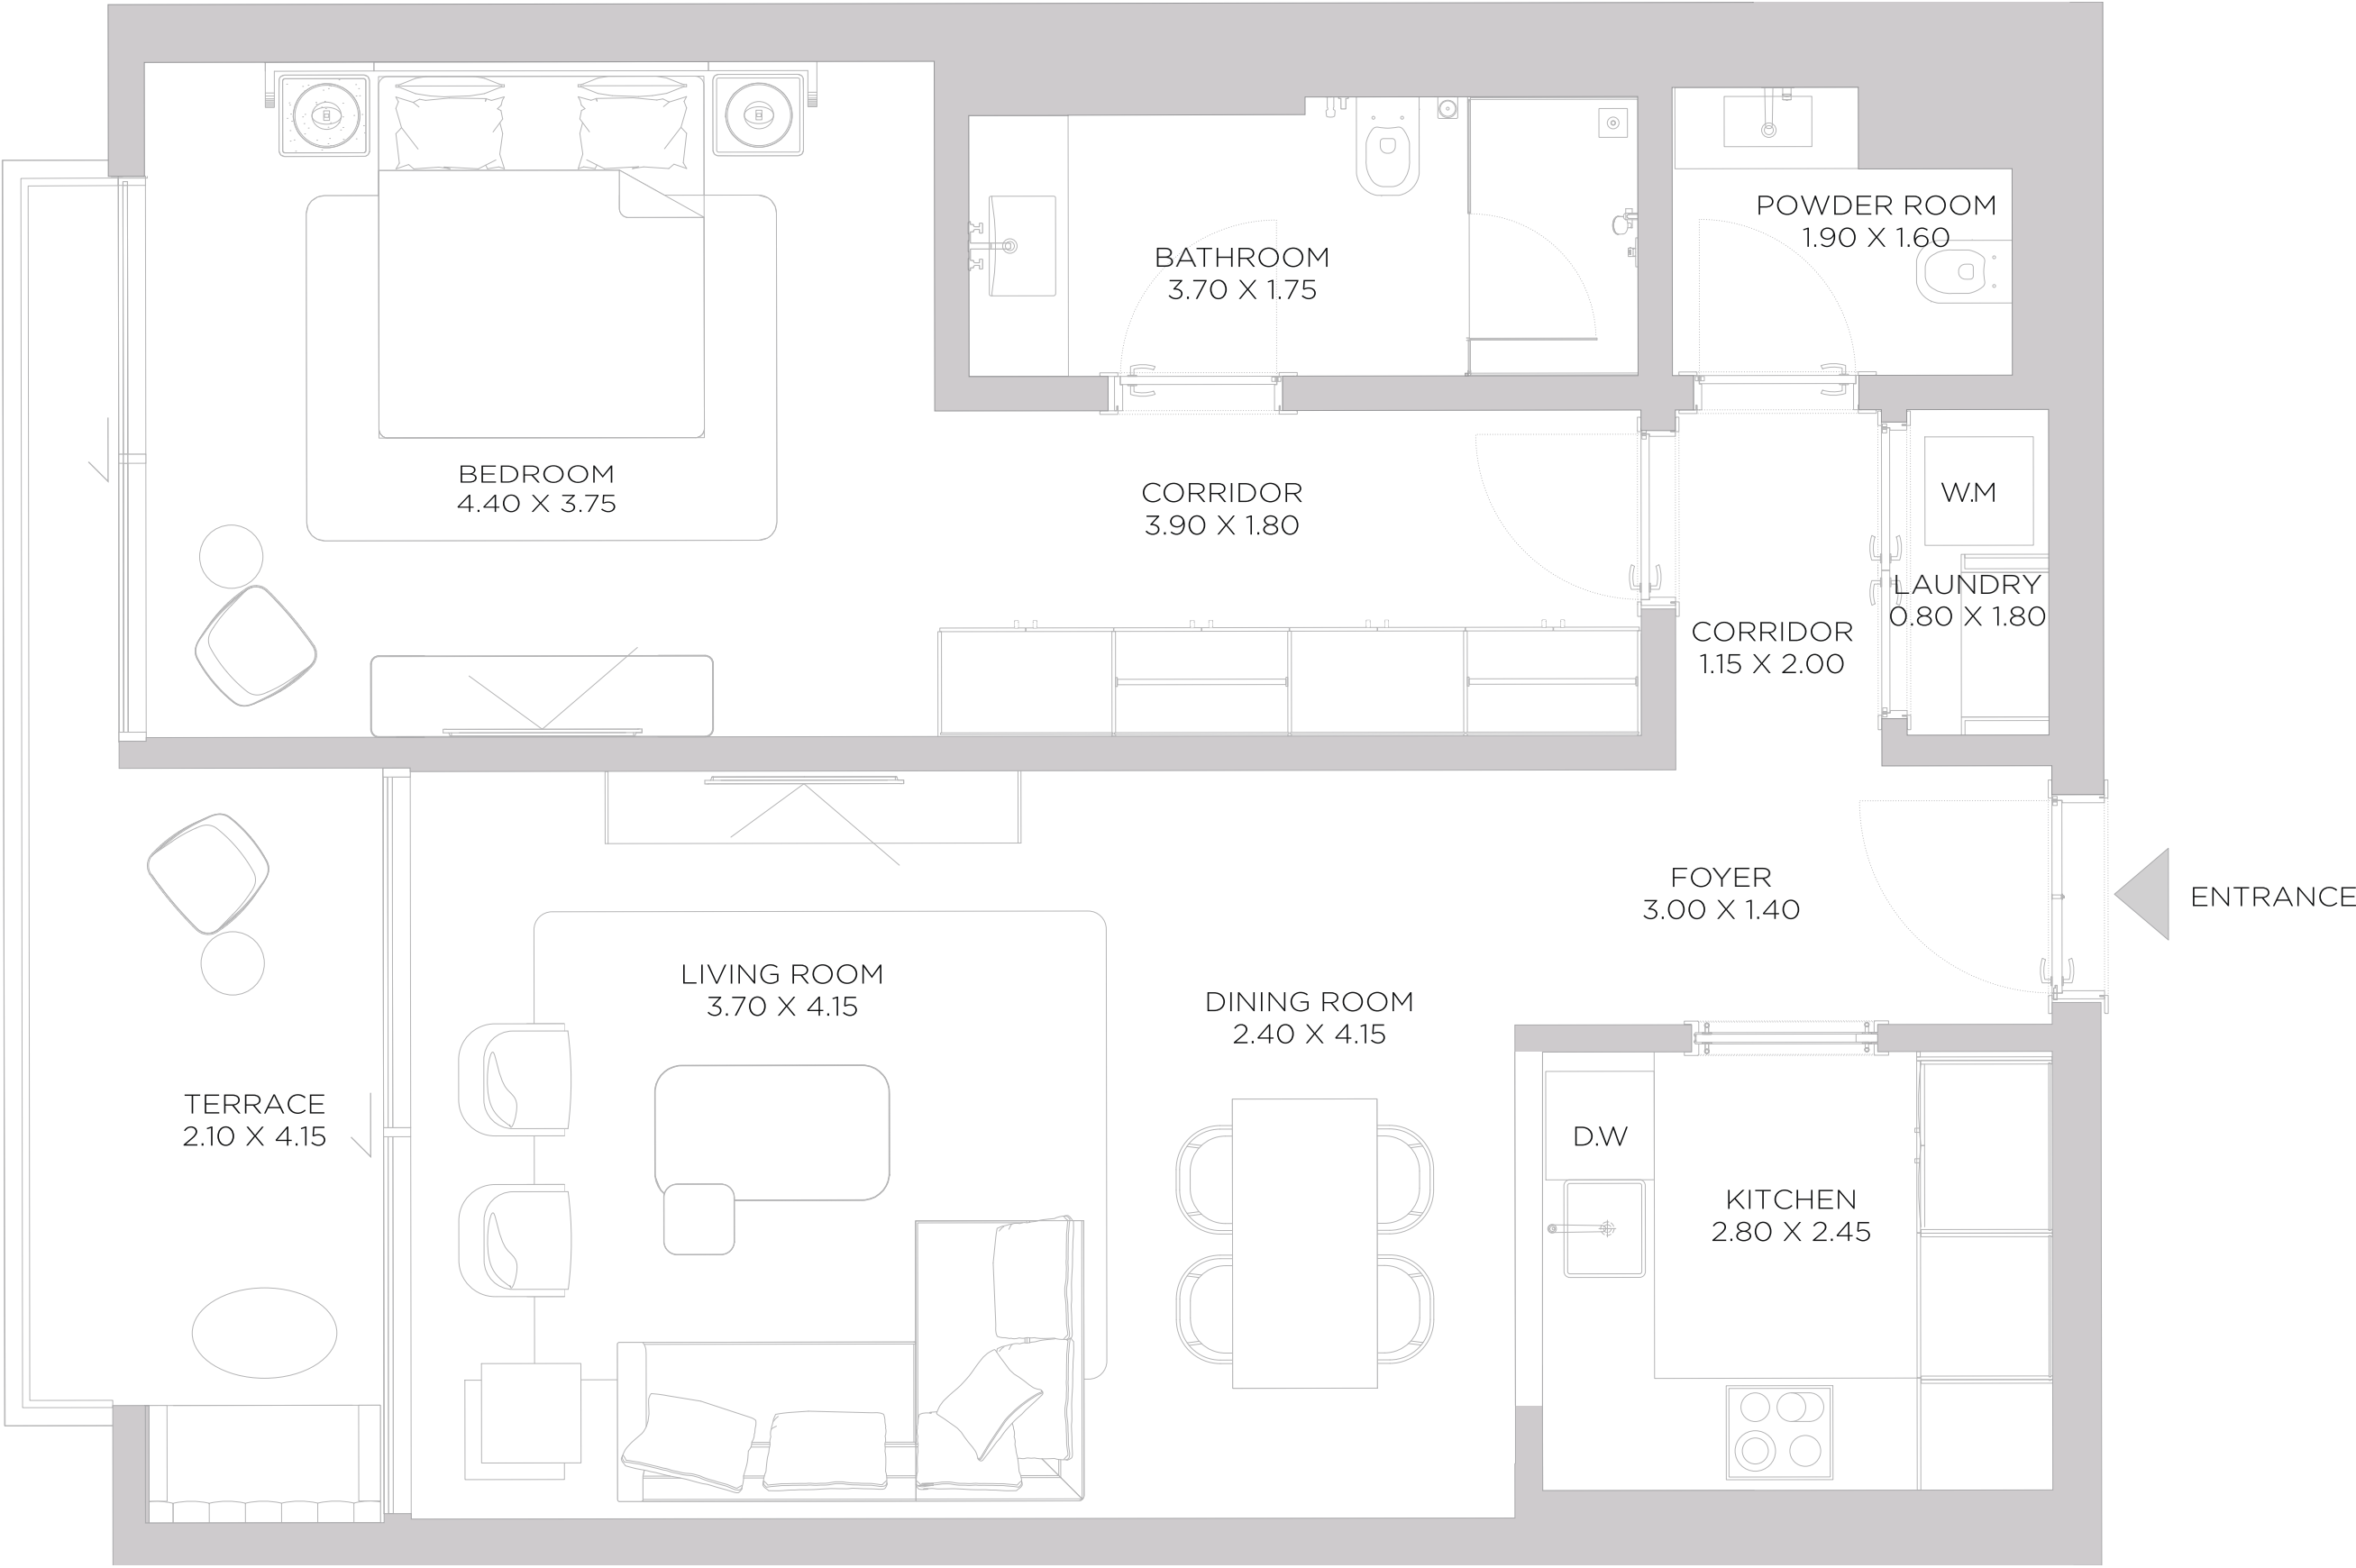 POWDER ROOM
1.90 X 1.60
BATHROOM
3.70 X 1.75
BEDROOM
4.40 X 3.75
CORRIDOR
3.90 X 1.80
W.M
LAUNDRY
0.80 X 1.80
CORRIDOR
1.15 X 2.00
FOYER
3.00 X 1.40
ENTRANCE
LIVING ROOM
3.70 X 4.15
DINING ROOM
2.40 X 4.15
TERRACE
2.10 X 4.15
D.W
KITCHEN
2.80 X 2.45